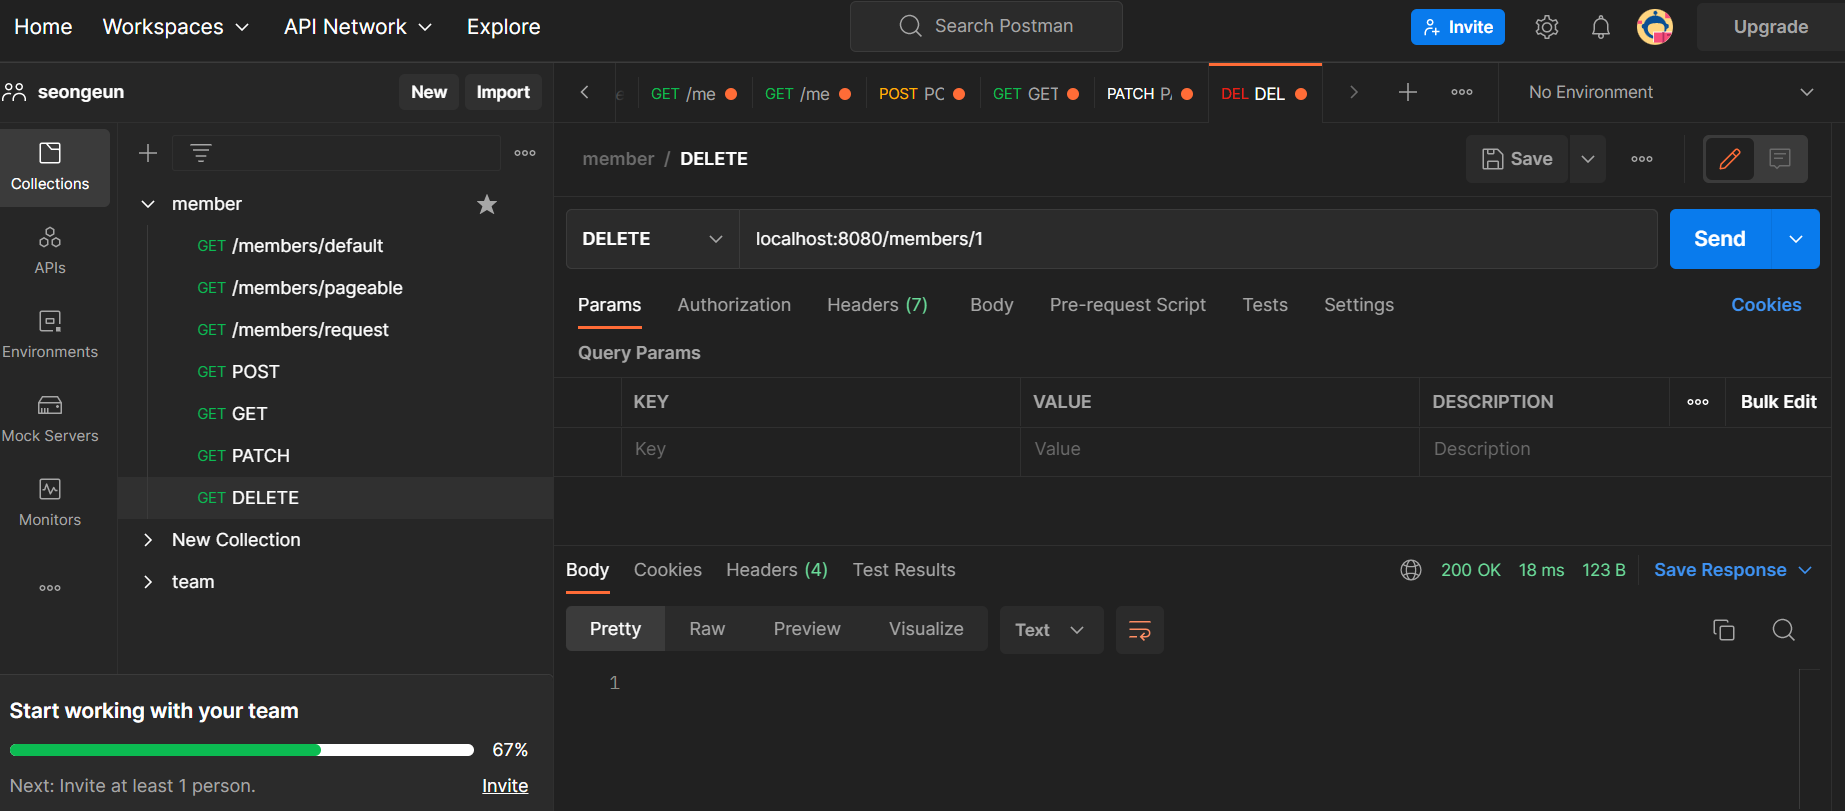 Home Workspaces API Network Explore Search Postman Invite Upgrade
seongeun New Import
GET /me GET /me POST PC GET GET PATCH DEL DEL No Environment
Collections
APIs
Environments
Mock Servers
Monitors
member
GET /members/default
GET /members/pageable
GET /members/request
GET POST
GET GET
GET PATCH
GET DELETE
New Collection
team
Start working with your team
67%
Next: Invite at least 1 person. Invite
member / DELETE Save
DELETE localhost:8080/members/1 Send
Params Authorization Headers (7) Body Pre-request Script Tests Settings Cookies
Query Params
KEY VALUE DESCRIPTION Bulk Edit
Key Value Description
Body Cookies Headers (4) Test Results 200 OK 18 ms 123 B Save Response
Pretty Raw Preview Visualize Text
1